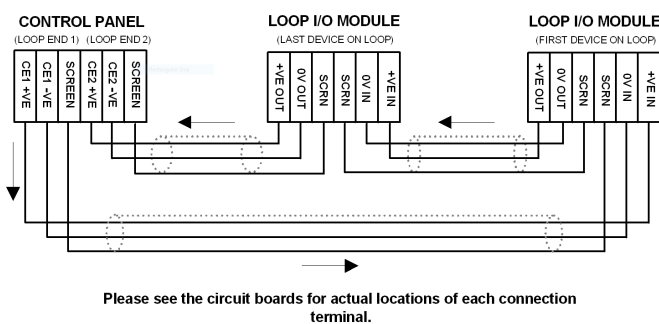 CONTROL PANEL
(LOOP END 1) (LOOP END 2)
CE1 +VE
CE1 -VE
SCREEN
CE2 +VE
CE2 -VE
SCREEN
LOOP I/O MODULE
(LAST DEVICE ON LOOP)
+VE OUT
0V OUT
SCRN
SCRN
0V IN
+VE IN
LOOP I/O MODULE
(FIRST DEVICE ON LOOP)
+VE OUT
0V OUT
SCRN
SCRN
0V IN
+VE IN
Please see the circuit boards for actual locations of each connection
terminal.